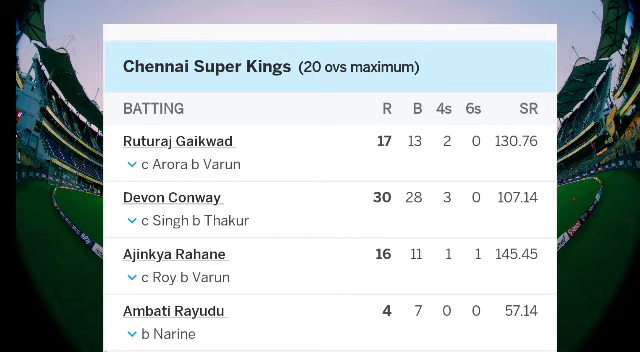 Chennai Super Kings (20 ovs maximum)
BATTING R B 4s 6s SR
Ruturaj Gaikwad 17 13 2 0 130.76
c Arora b Varun
Devon Conway 30 28 3 0 107.14
c Singh b Thakur
Ajinkya Rahane 16 11 1 1 145.45
c Roy b Varun
Ambati Rayudu 4 7 0 0 57.14
b Narine